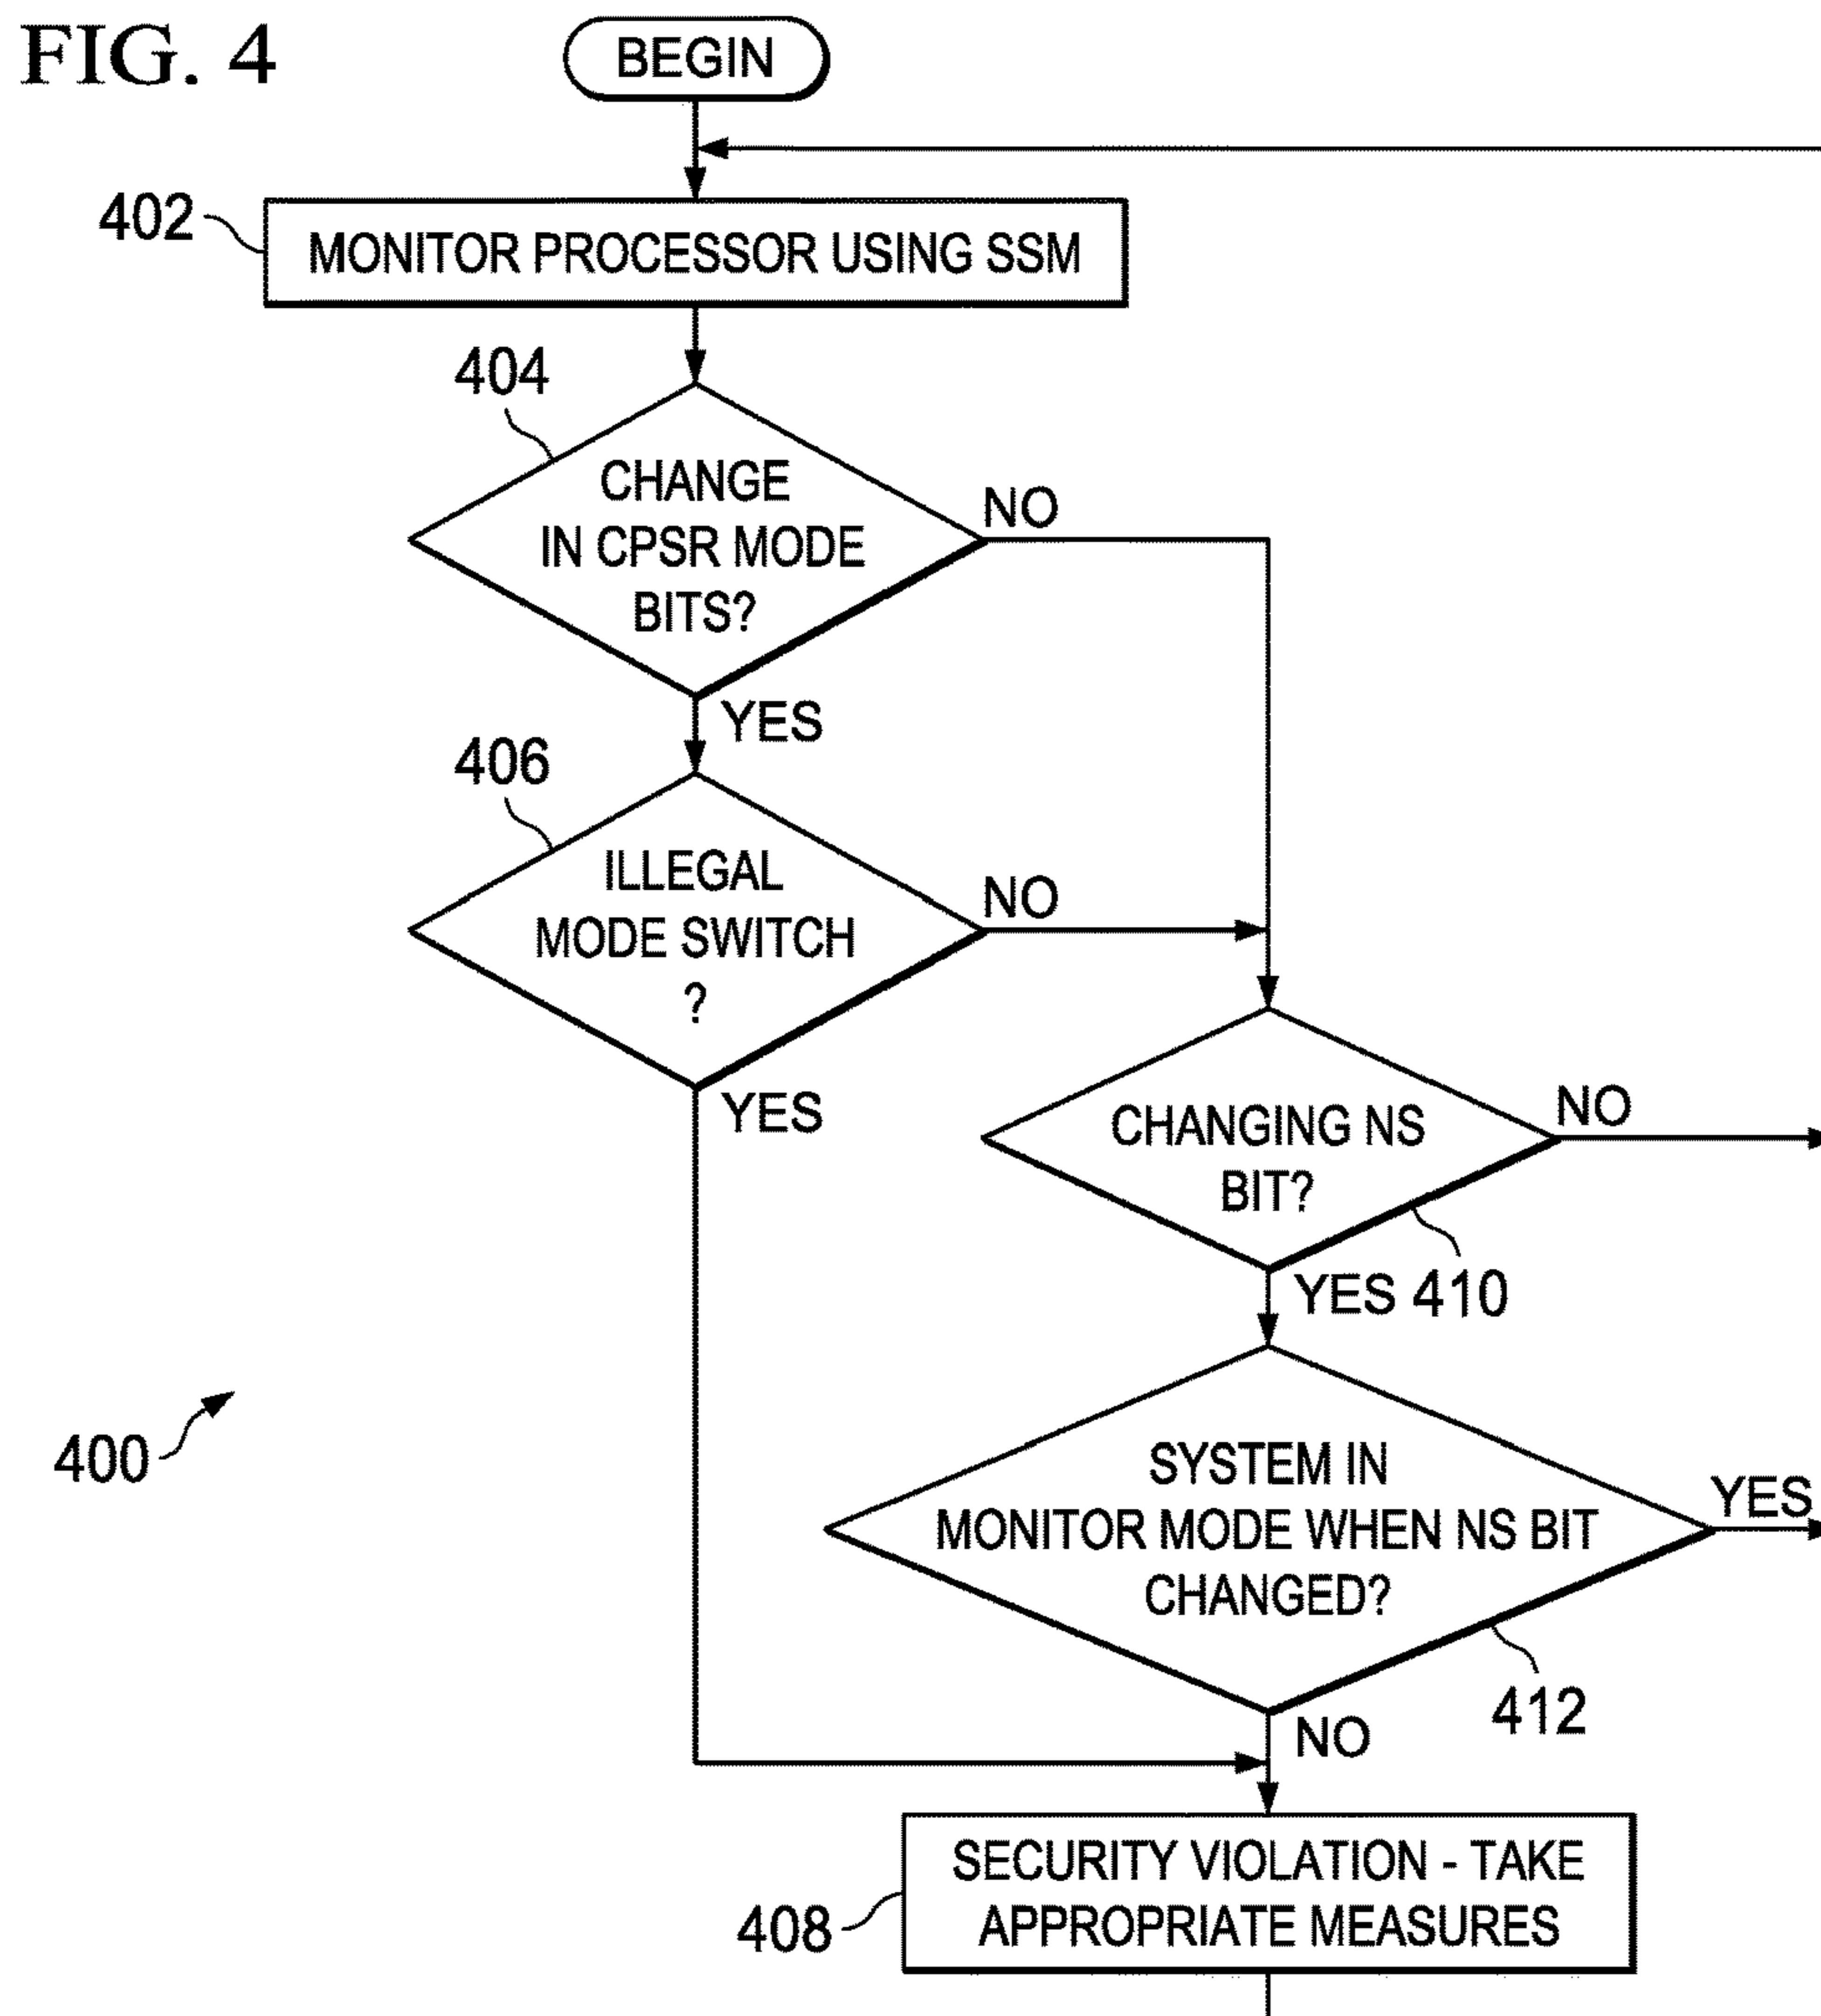 FIG. 4
BEGIN
402
MONITOR PROCESSOR USING SSM
404
CHANGE
IN CPSR MODE
BITS?
NO
YES
406
ILLEGAL
MODE SWITCH
?
NO
YES
CHANGING NS
BIT?
NO
YES 410
SYSTEM IN
MONITOR MODE WHEN NS BIT
CHANGED?
YES
400
412
NO
SECURITY VIOLATION - TAKE
APPROPRIATE MEASURES
408